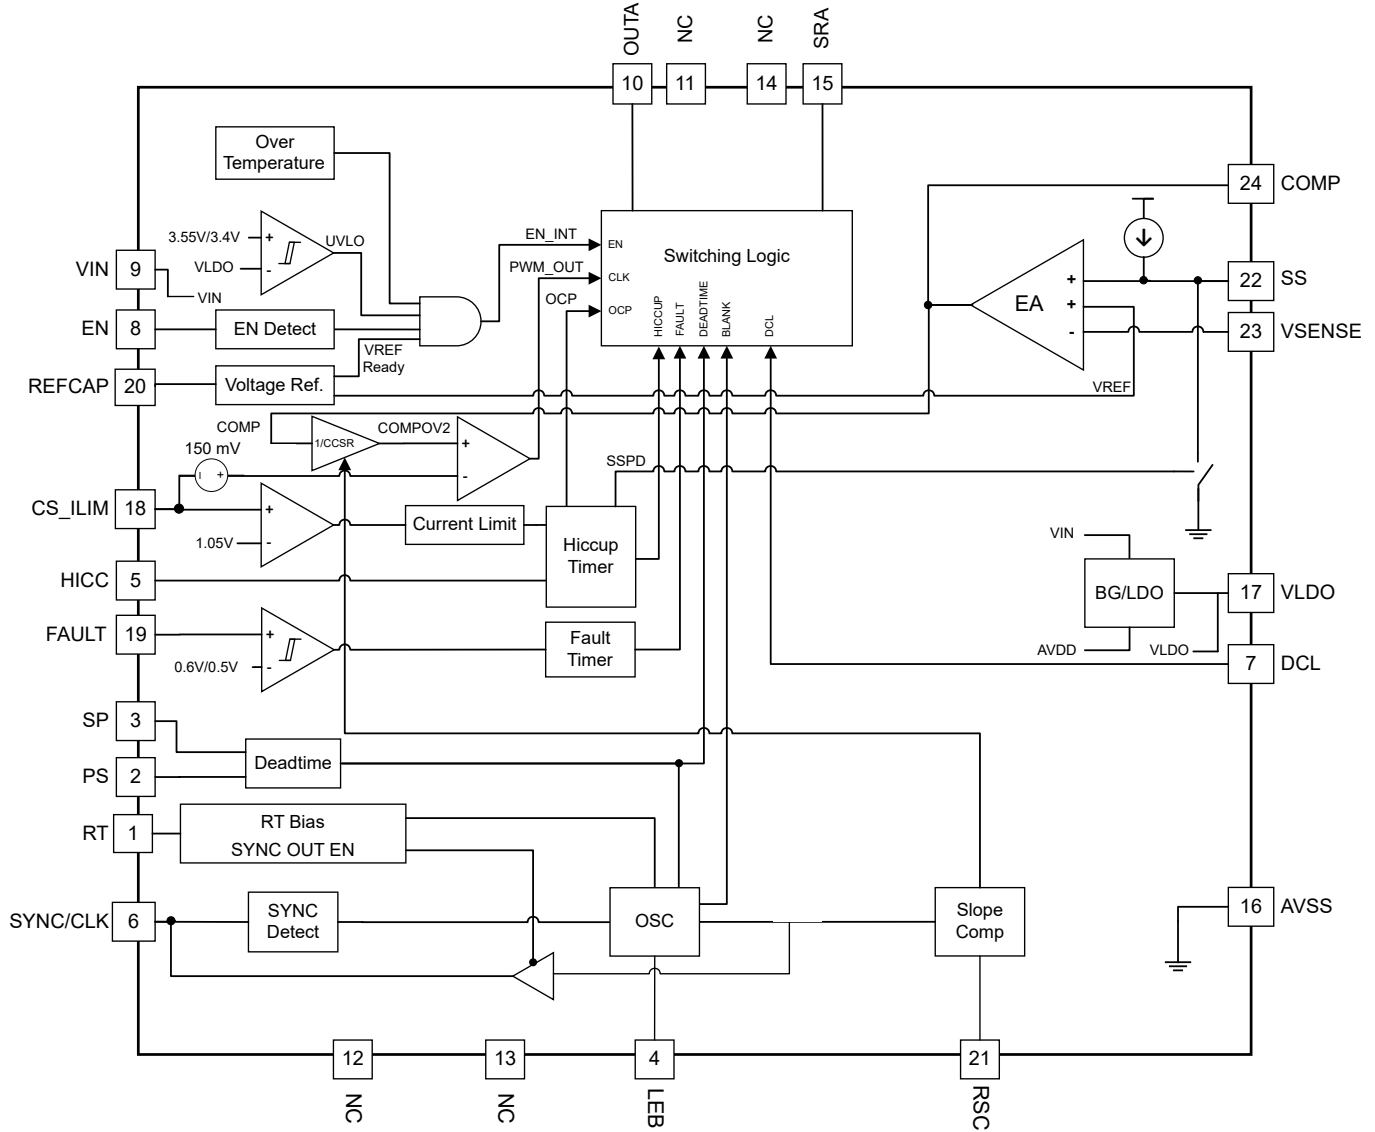 OUTA
NC
NC
SRA
10
11
14
15
Over
Temperature
24
COMP
3.55V/3.4V
+
UVLO
VLDO
-
EN_INT
EN
Switching Logic
VIN
9
VIN
PWM_OUT
CLK
OCP
OCP
HICCUP
FAULT
DEADTIME
BLANK
DCL
EA
+
+
-
22
SS
23
VSENSE
EN
8
EN Detect
VREF
Ready
REFCAP
20
Voltage Ref.
VREF
COMP
1/CCSR
COMPOV2
+
-
150 mV
+
SSPD
CS_ILIM
18
+
1.05V
-
Current Limit
Hiccup
Timer
VIN
HICC
5
BG/LDO
17
VLDO
FAULT
19
+
0.6V/0.5V
-
Fault
Timer
AVDD
VLDO
7
DCL
SP
3
Deadtime
PS
2
RT
1
RT Bias
SYNC OUT EN
SYNC/CLK
6
SYNC
Detect
OSC
Slope
Comp
16
AVSS
12
13
4
21
NC
NC
LEB
RSC